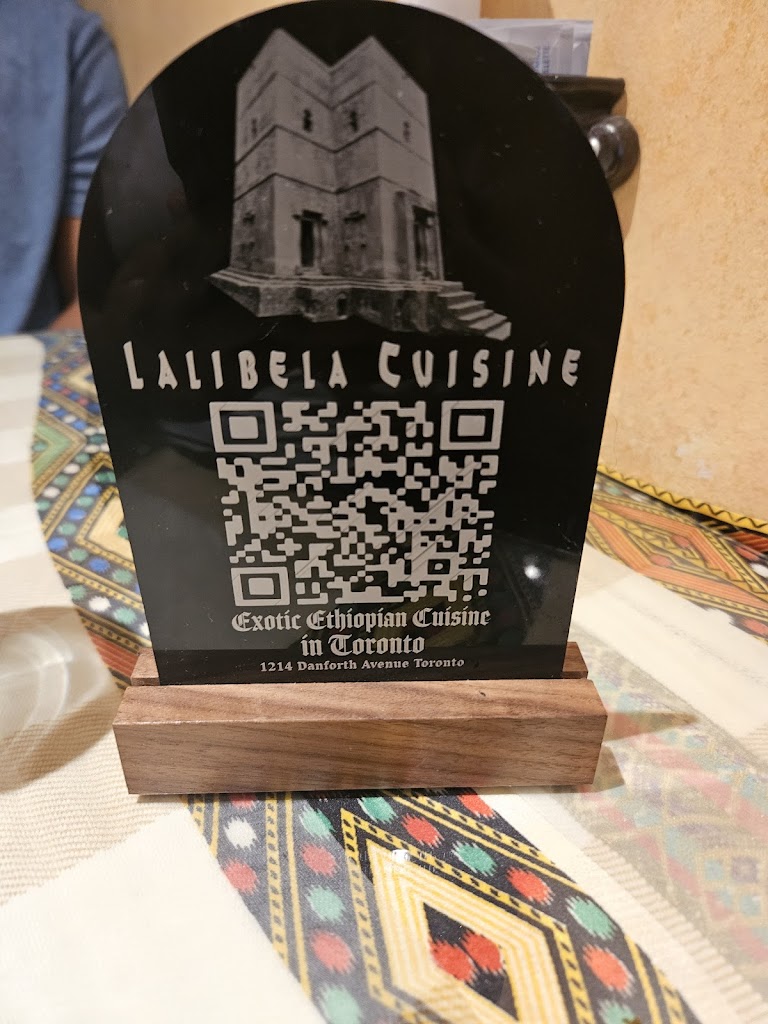 LALIBELA CUISINE
Exotic Ethiopian Cuisine
in Toronto
1214 Danforth Avenue Toronto